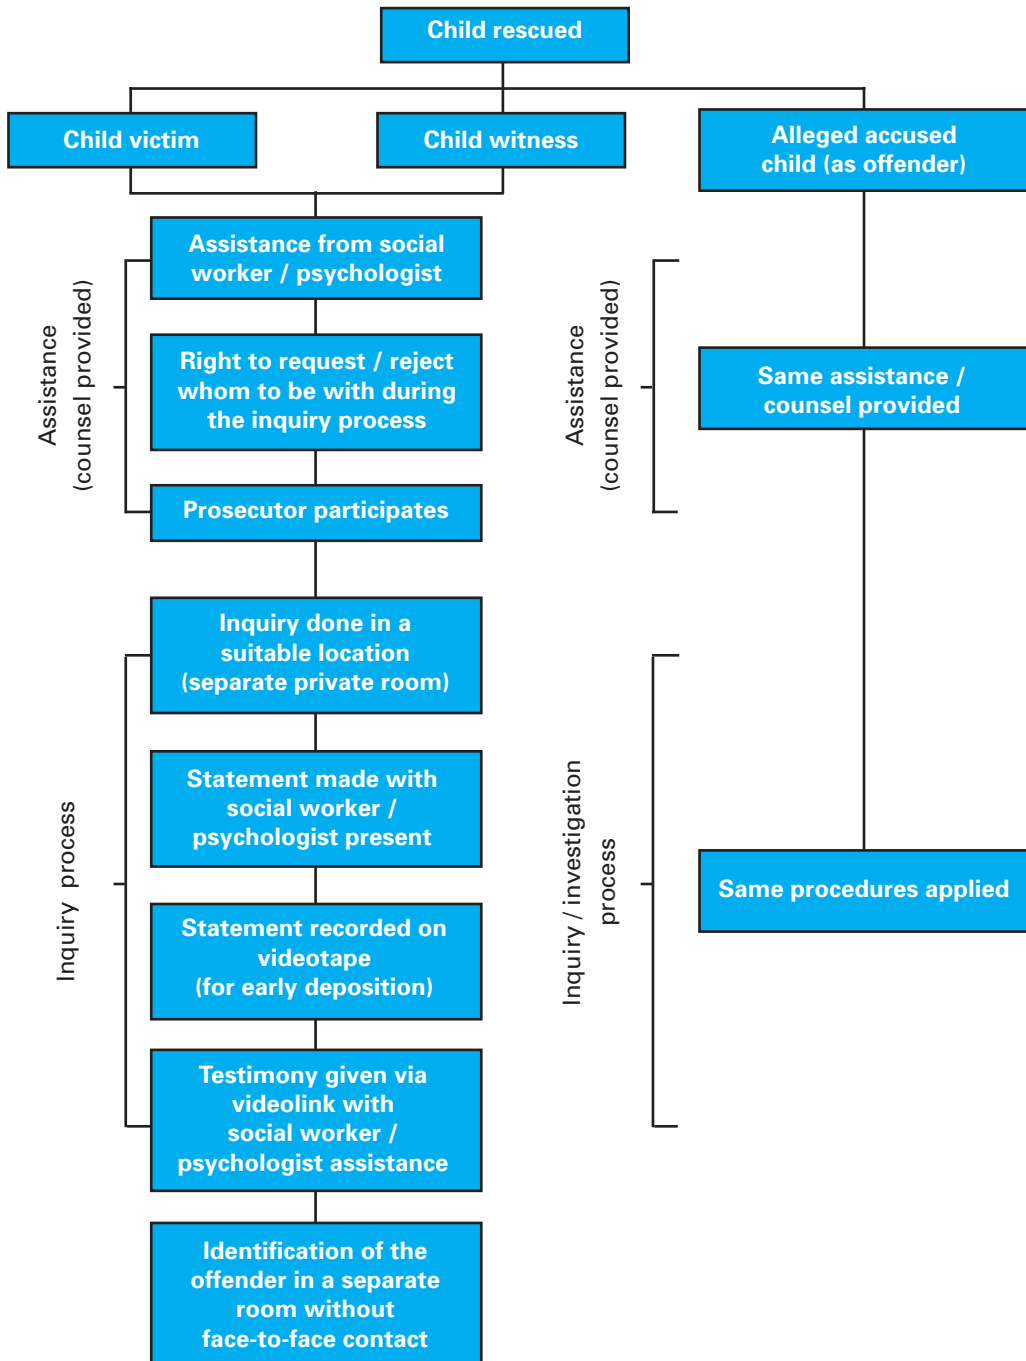 Child rescued
Child victim
Child witness
Alleged accused
child (as offender)
Assistance from social
worker / psychologist
Right to request / reject
whom to be with during
the inquiry process
Prosecutor participates
Assistance
(counsel provided)
Assistance
(counsel provided)
Same assistance /
counsel provided
Inquiry done in a
suitable location
(separate private room)
Statement made with
social worker /
psychologist present
Statement recorded on
videotape
(for early deposition)
Testimony given via
videolink with
social worker /
psychologist assistance
Inquiry process
Inquiry / investigation
process
Same procedures applied
Identification of the
offender in a separate
room without
face-to-face contact